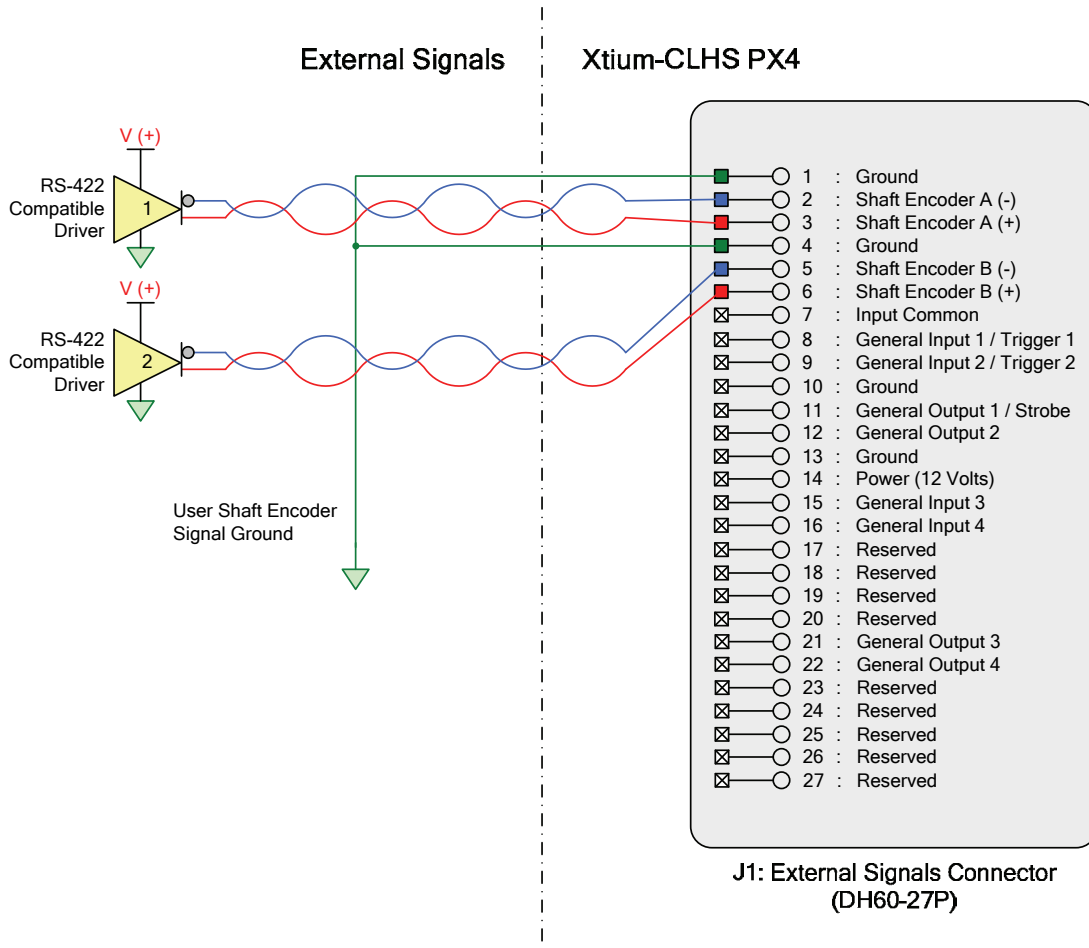 External Signals
Xtium-CLHS PX4
V (+)
RS-422
Compatible
Driver
1
V (+)
RS-422
Compatible
Driver
2
User Shaft Encoder
Signal Ground
1 : Ground
2 : Shaft Encoder A (-)
3 : Shaft Encoder A (+)
4 : Ground
5 : Shaft Encoder B (-)
6 : Shaft Encoder B (+)
7 : Input Common
8 : General Input 1 / Trigger 1
9 : General Input 2 / Trigger 2
10 : Ground
11 : General Output 1 / Strobe
12 : General Output 2
13 : Ground
14 : Power (12 Volts)
15 : General Input 3
16 : General Input 4
17 : Reserved
18 : Reserved
19 : Reserved
20 : Reserved
21 : General Output 3
22 : General Output 4
23 : Reserved
24 : Reserved
25 : Reserved
26 : Reserved
27 : Reserved
J1: External Signals Connector
(DH60-27P)